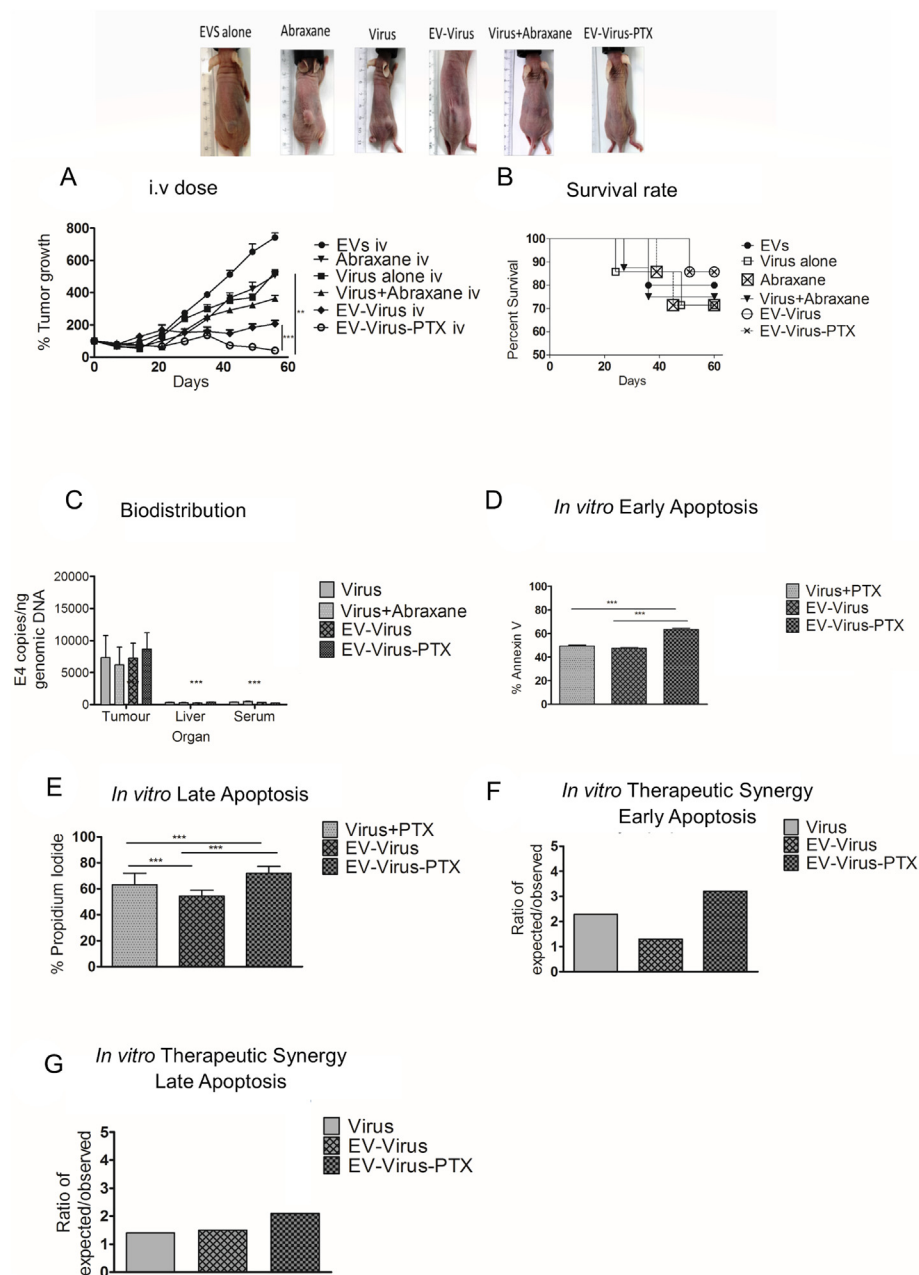 EVS alone Abraxane Virus EV-Virus Virus+Abraxane EV-Virus-PTX
A
i.v dose
% Tumor growth
800
600
400
200
0
0 20 40 60
Days
EVs iv
Abraxane iv
Virus alone iv
Virus+Abraxane iv
EV-Virus iv
EV-Virus-PTX iv
**
***
B
Survival rate
Percent Survival
100
90
80
70
60
50
0 20 40 60
Days
EVs
Virus alone
Abraxane
Virus+Abraxane
EV-Virus
EV-Virus-PTX
C
Biodistribution
E4 copies/ng
genomic DNA
20000
15000
10000
5000
0
*** ***
Tumour Liver Serum
Organ
Virus
Virus+Abraxane
EV-Virus
EV-Virus-PTX
D
In vitro Early Apoptosis
% Annexin V
100
80
60
40
20
0
***
***
Virus+PTX
EV-Virus
EV-Virus-PTX
E
In vitro Late Apoptosis
% Propidium Iodide
100
80
60
40
20
0
***
***
***
Virus+PTX
EV-Virus
EV-Virus-PTX
F
In vitro Therapeutic Synergy
Early Apoptosis
Ratio of
expected/observed
5
4
3
2
1
0
Virus
EV-Virus
EV-Virus-PTX
G
In vitro Therapeutic Synergy
Late Apoptosis
Ratio of
expected/observed
5
4
3
2
1
0
Virus
EV-Virus
EV-Virus-PTX